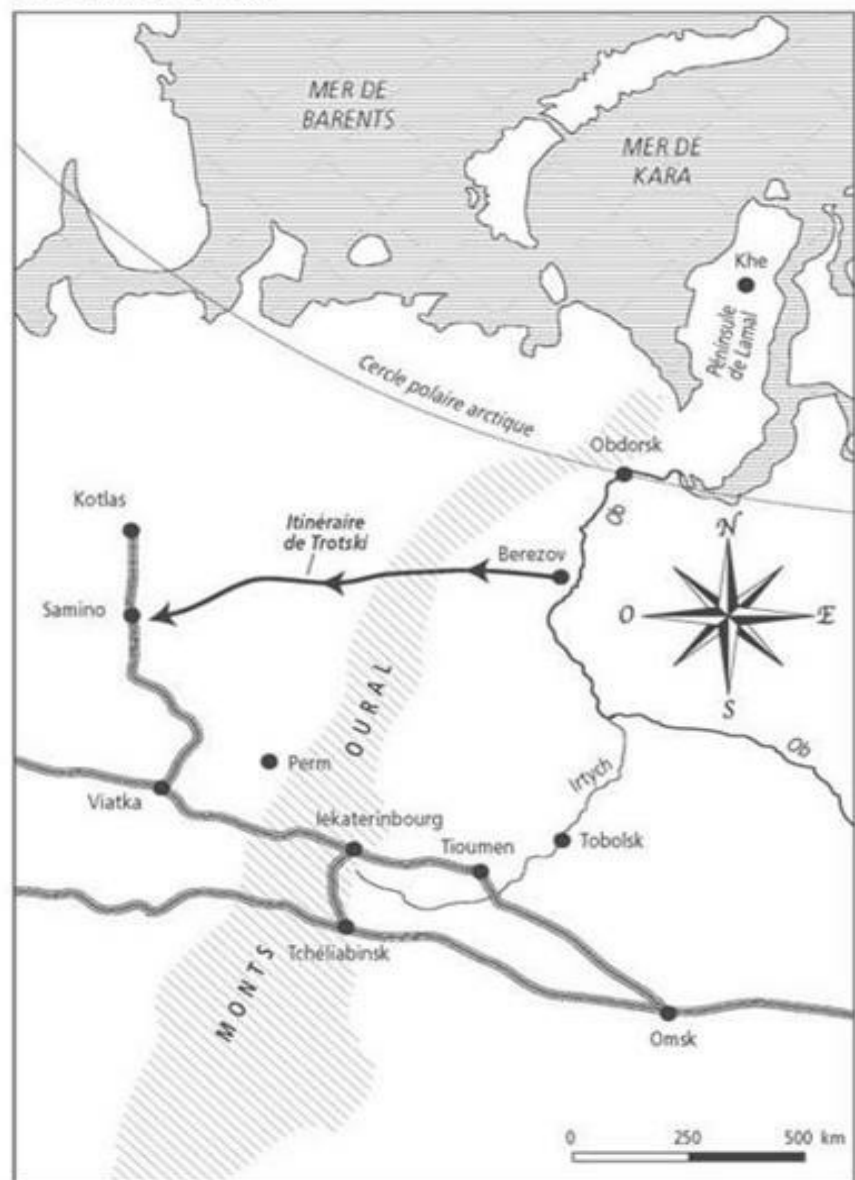 MER DE
BARENTS
MER DE
KARA
Khe
Péninsule
de Lamal
Cercle polaire arctique
Obdorsk
Kotlas
Itinéraire
de Trotski
Berezov
Ob
N
Samino
O
E
S
OURAL
Perm
Ob
Irtych
Viatka
Iekaterinbourg
Tioumen
Tobolsk
Tchéliabinsk
MONTS
Omsk
0 250 500 km